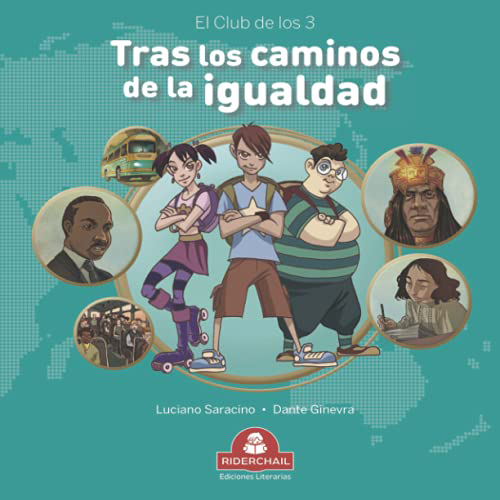 El Club de los 3
Tras los caminos
de la igualdad
Luciano Saracino • Dante Ginevra
RIDERCHAIL
Ediciones Literarias